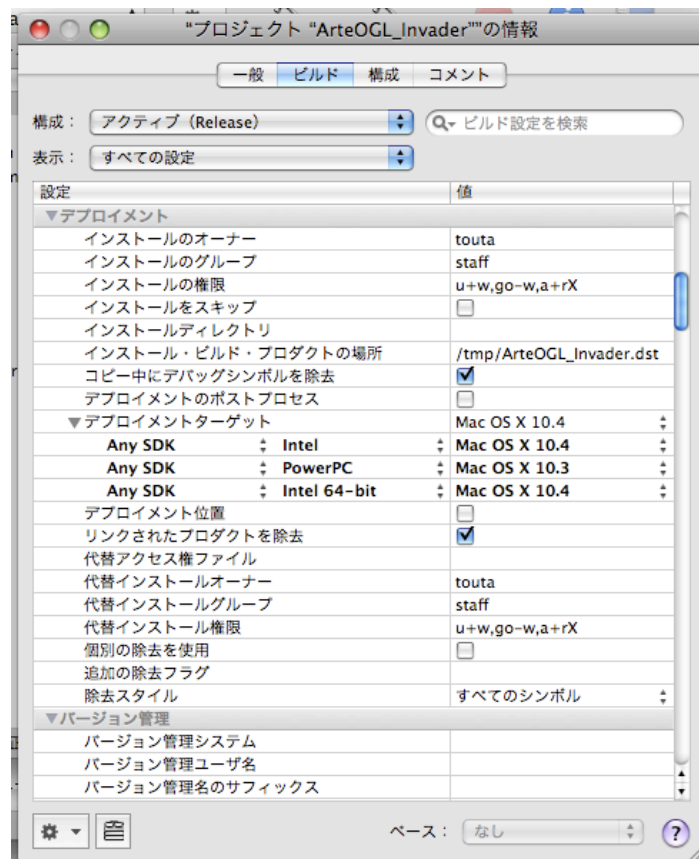 “プロジェクト “ArteOGL_Invader””の情報
一般 ビルド 構成 コメント
構成： アクティブ（Release） ビルド設定を検索
表示： すべての設定
設定 値
▼デプロイメント
インストールのオーナー touta
インストールのグループ staff
インストールの権限 u+w,go-w,a+rX
インストールをスキップ
インストールディレクトリ
インストール・ビルド・プロダクトの場所 /tmp/ArteOGL_Invader.dst
コピー中にデバッグシンボルを除去
デプロイメントのポストプロセス
▼デプロイメントターゲット Mac OS X 10.4
Any SDK Intel Mac OS X 10.4
Any SDK PowerPC Mac OS X 10.3
Any SDK Intel 64-bit Mac OS X 10.4
デプロイメント位置
リンクされたプロダクトを除去
代替アクセス権ファイル
代替インストールオーナー touta
代替インストールグループ staff
代替インストール権限 u+w,go-w,a+rX
個別の除去を使用
追加の除去フラグ
除去スタイル すべてのシンボル
▼バージョン管理
バージョン管理システム
バージョン管理ユーザ名
バージョン管理名のサフィックス
ベース： なし ?